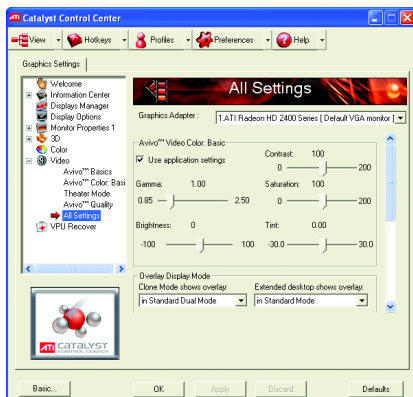 ATI Catalyst Control Center
View
Hotkeys
Profiles
Preferences
Help
Graphics Settings
Welcome
Information Center
Displays Manager
Display Options
Monitor Properties 1
3D
Color
Video
Avivo™ Basics
Avivo™ Color: Basi
Theater Mode
Avivo™ Quality
All Settings
VPU Recover
All Settings
Graphics Adapter :
1.ATI Radeon HD 2400 Series [ Default VGA monitor ]
Avivo™ Video Color: Basic
Use application settings
Contrast: 100
0 200
Gamma: 1.00
0.85 2.50
Saturation: 100
0 200
Brightness: 0
-100 100
Tint: 0.00
-30.0 30.0
Overlay Display Mode
Clone Mode shows overlay:
in Standard Dual Mode
Extended desktop shows overlay:
in Standard Mode
ATI CATALYST
CONTROL CENTER
Basic...
OK
Apply
Discard
Defaults